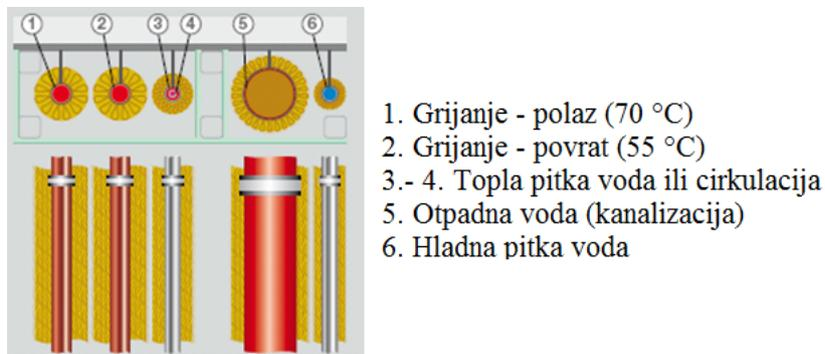 1 2 3 4 5 6
1. Grijanje - polaz (70 °C)
2. Grijanje - povrat (55 °C)
3.- 4. Topla pitka voda ili cirkulacija
5. Otpadna voda (kanalizacija)
6. Hladna pitka voda